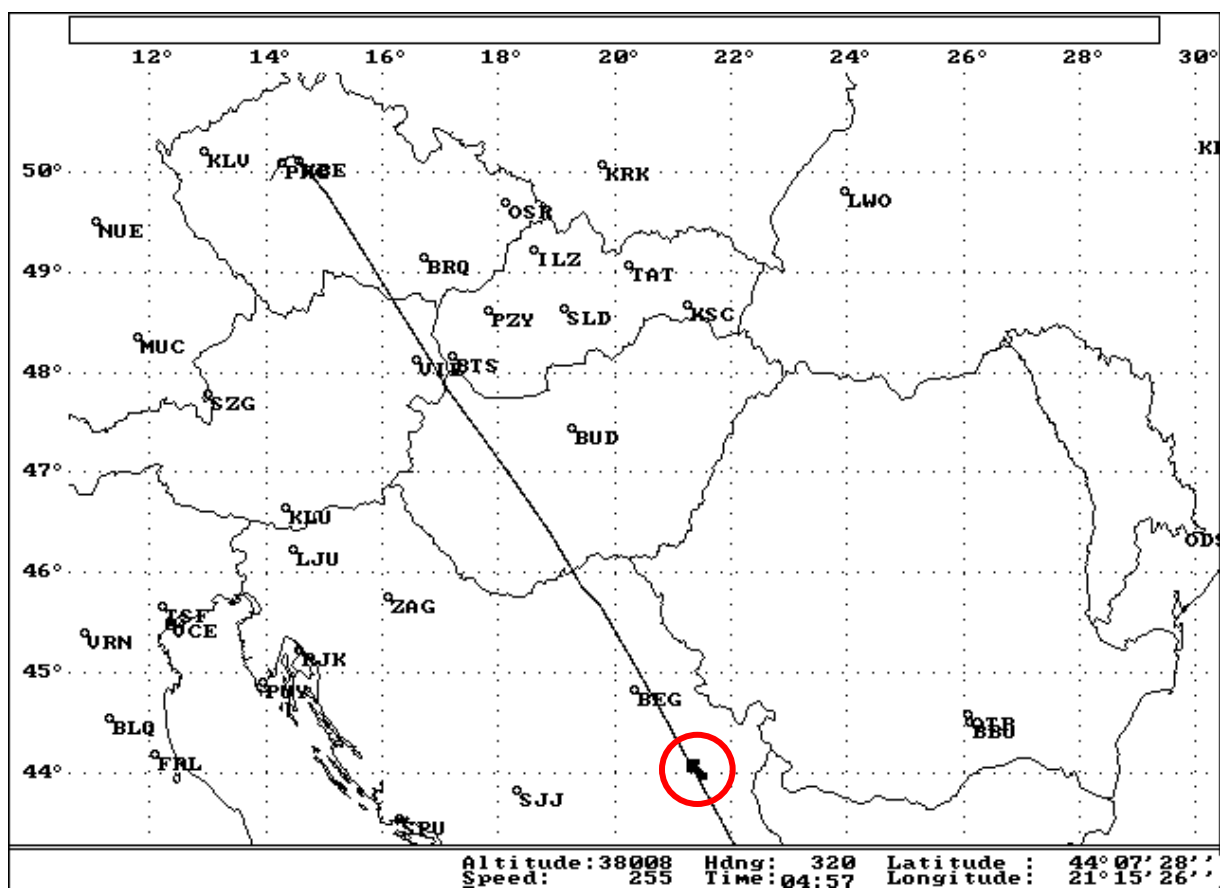 12° 14° 16° 18° 20° 22° 24° 26° 28° 30°
KLV
50°
KRK
LWO
OSR
NUE
ILZ
BRQ
49°
TAT
PZY SLD KSC
MUC
BTS
48°
SZG
BUD
47°
KLU
LJU
46°
ZAG
TSF
VCE
VRN
RJK
45°
PUY
BEG
BLQ
BBU
FRL
44°
SJJ
SPU
Altitude:38008 Hdng: 320 Latitude : 44°07'28''
Speed: 255 Time:04:57 Longitude: 21°15'26''